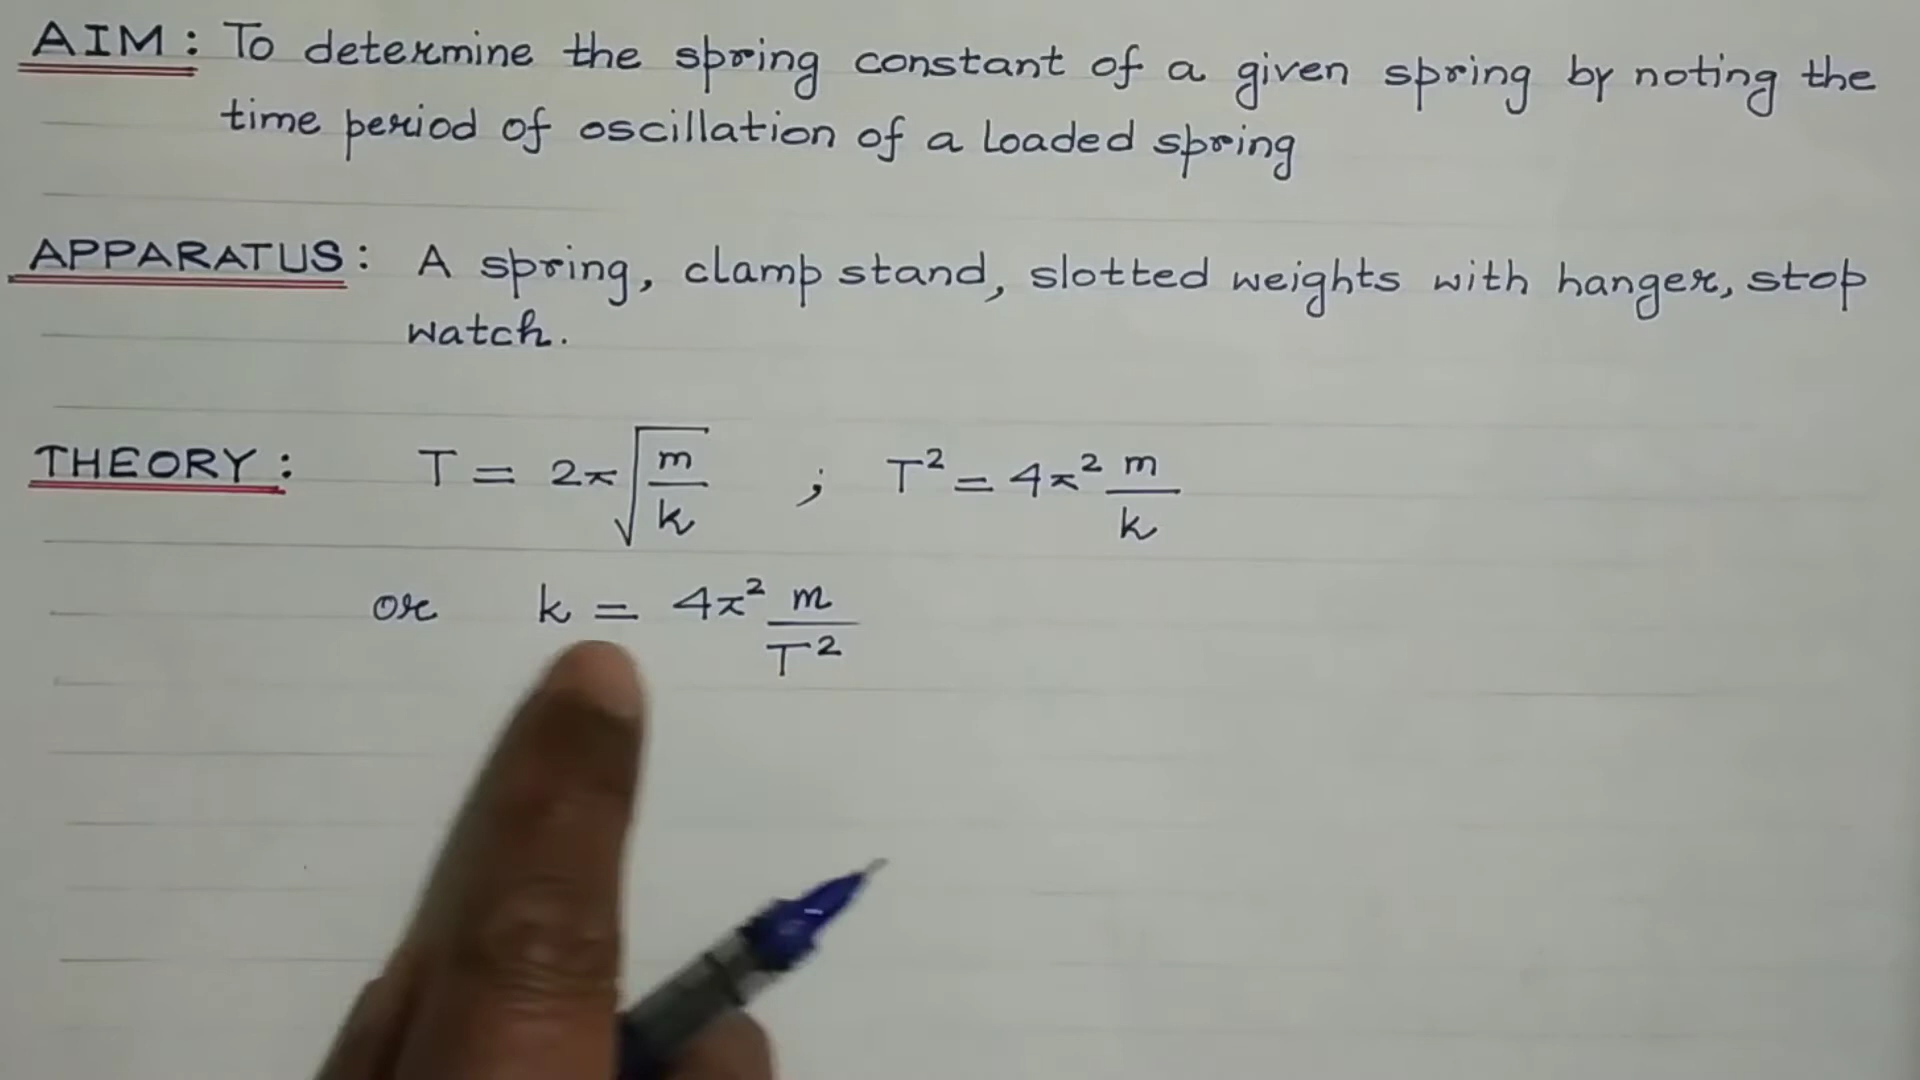 AIM: To determine the spring constant of a given spring by noting the
time period of oscillation of a loaded spring
APPARATUS: A spring, clamp stand, slotted weights with hanger, stop
watch.
THEORY: T = 2π√(m/k) ; T² = 4π² m/k
or k = 4π² m/T²